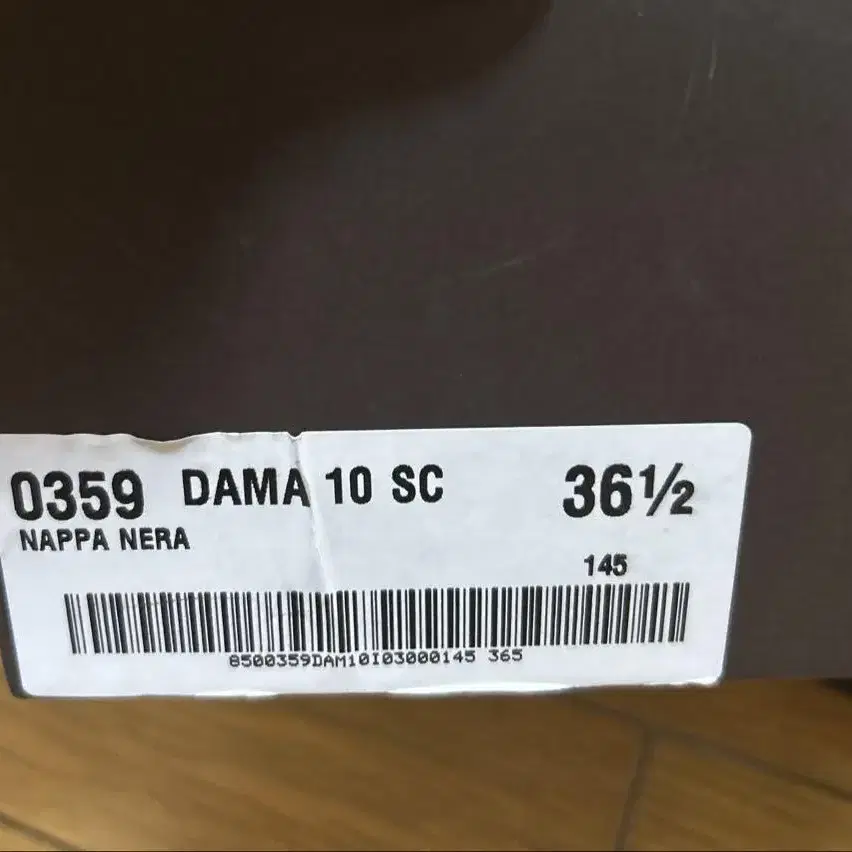 0359 DAMA 10 SC 36½
NAPPA NERA
145
8500359DAM10I03000145 365